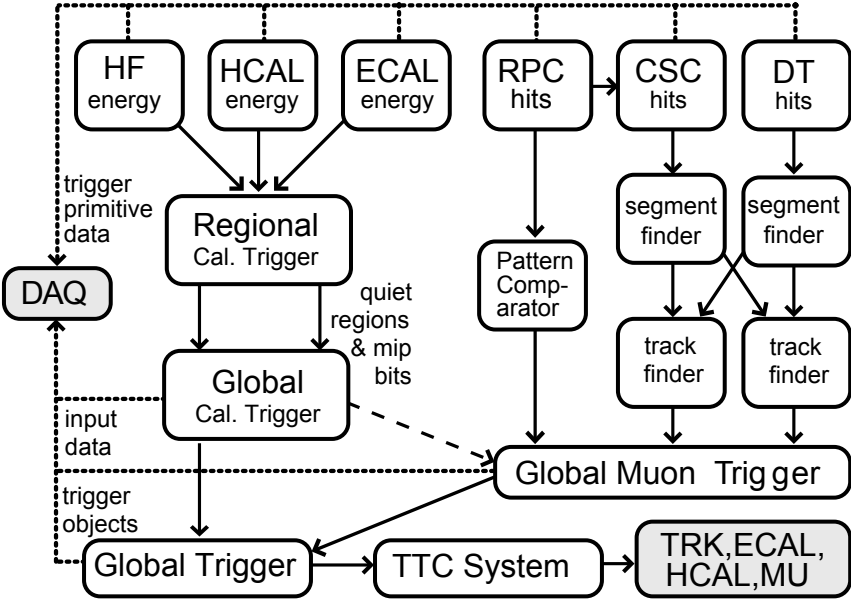 HF
energy
HCAL
energy
ECAL
energy
RPC
hits
CSC
hits
DT
hits
trigger
primitive
data
Regional
Cal. Trigger
segment
finder
segment
finder
DAQ
Pattern
Comp-
arator
quiet
regions
& mip
bits
track
finder
track
finder
Global
Cal. Trigger
input
data
Global Muon Trigger
trigger
objects
Global Trigger
TTC System
TRK,ECAL,
HCAL,MU